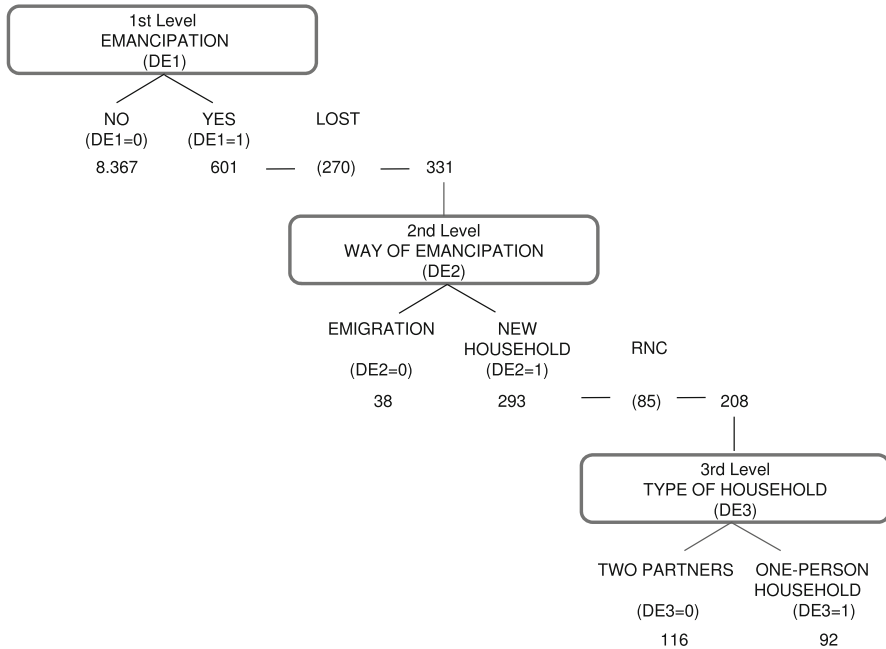 1st Level
EMANCIPATION
(DE1)
NO YES LOST
(DE1=0) (DE1=1)
8.367 601 (270) 331
2nd Level
WAY OF EMANCIPATION
(DE2)
EMIGRATION NEW
HOUSEHOLD RNC
(DE2=0) (DE2=1)
38 293 (85) 208
3rd Level
TYPE OF HOUSEHOLD
(DE3)
TWO PARTNERS ONE-PERSON
HOUSEHOLD
(DE3=0) (DE3=1)
116 92